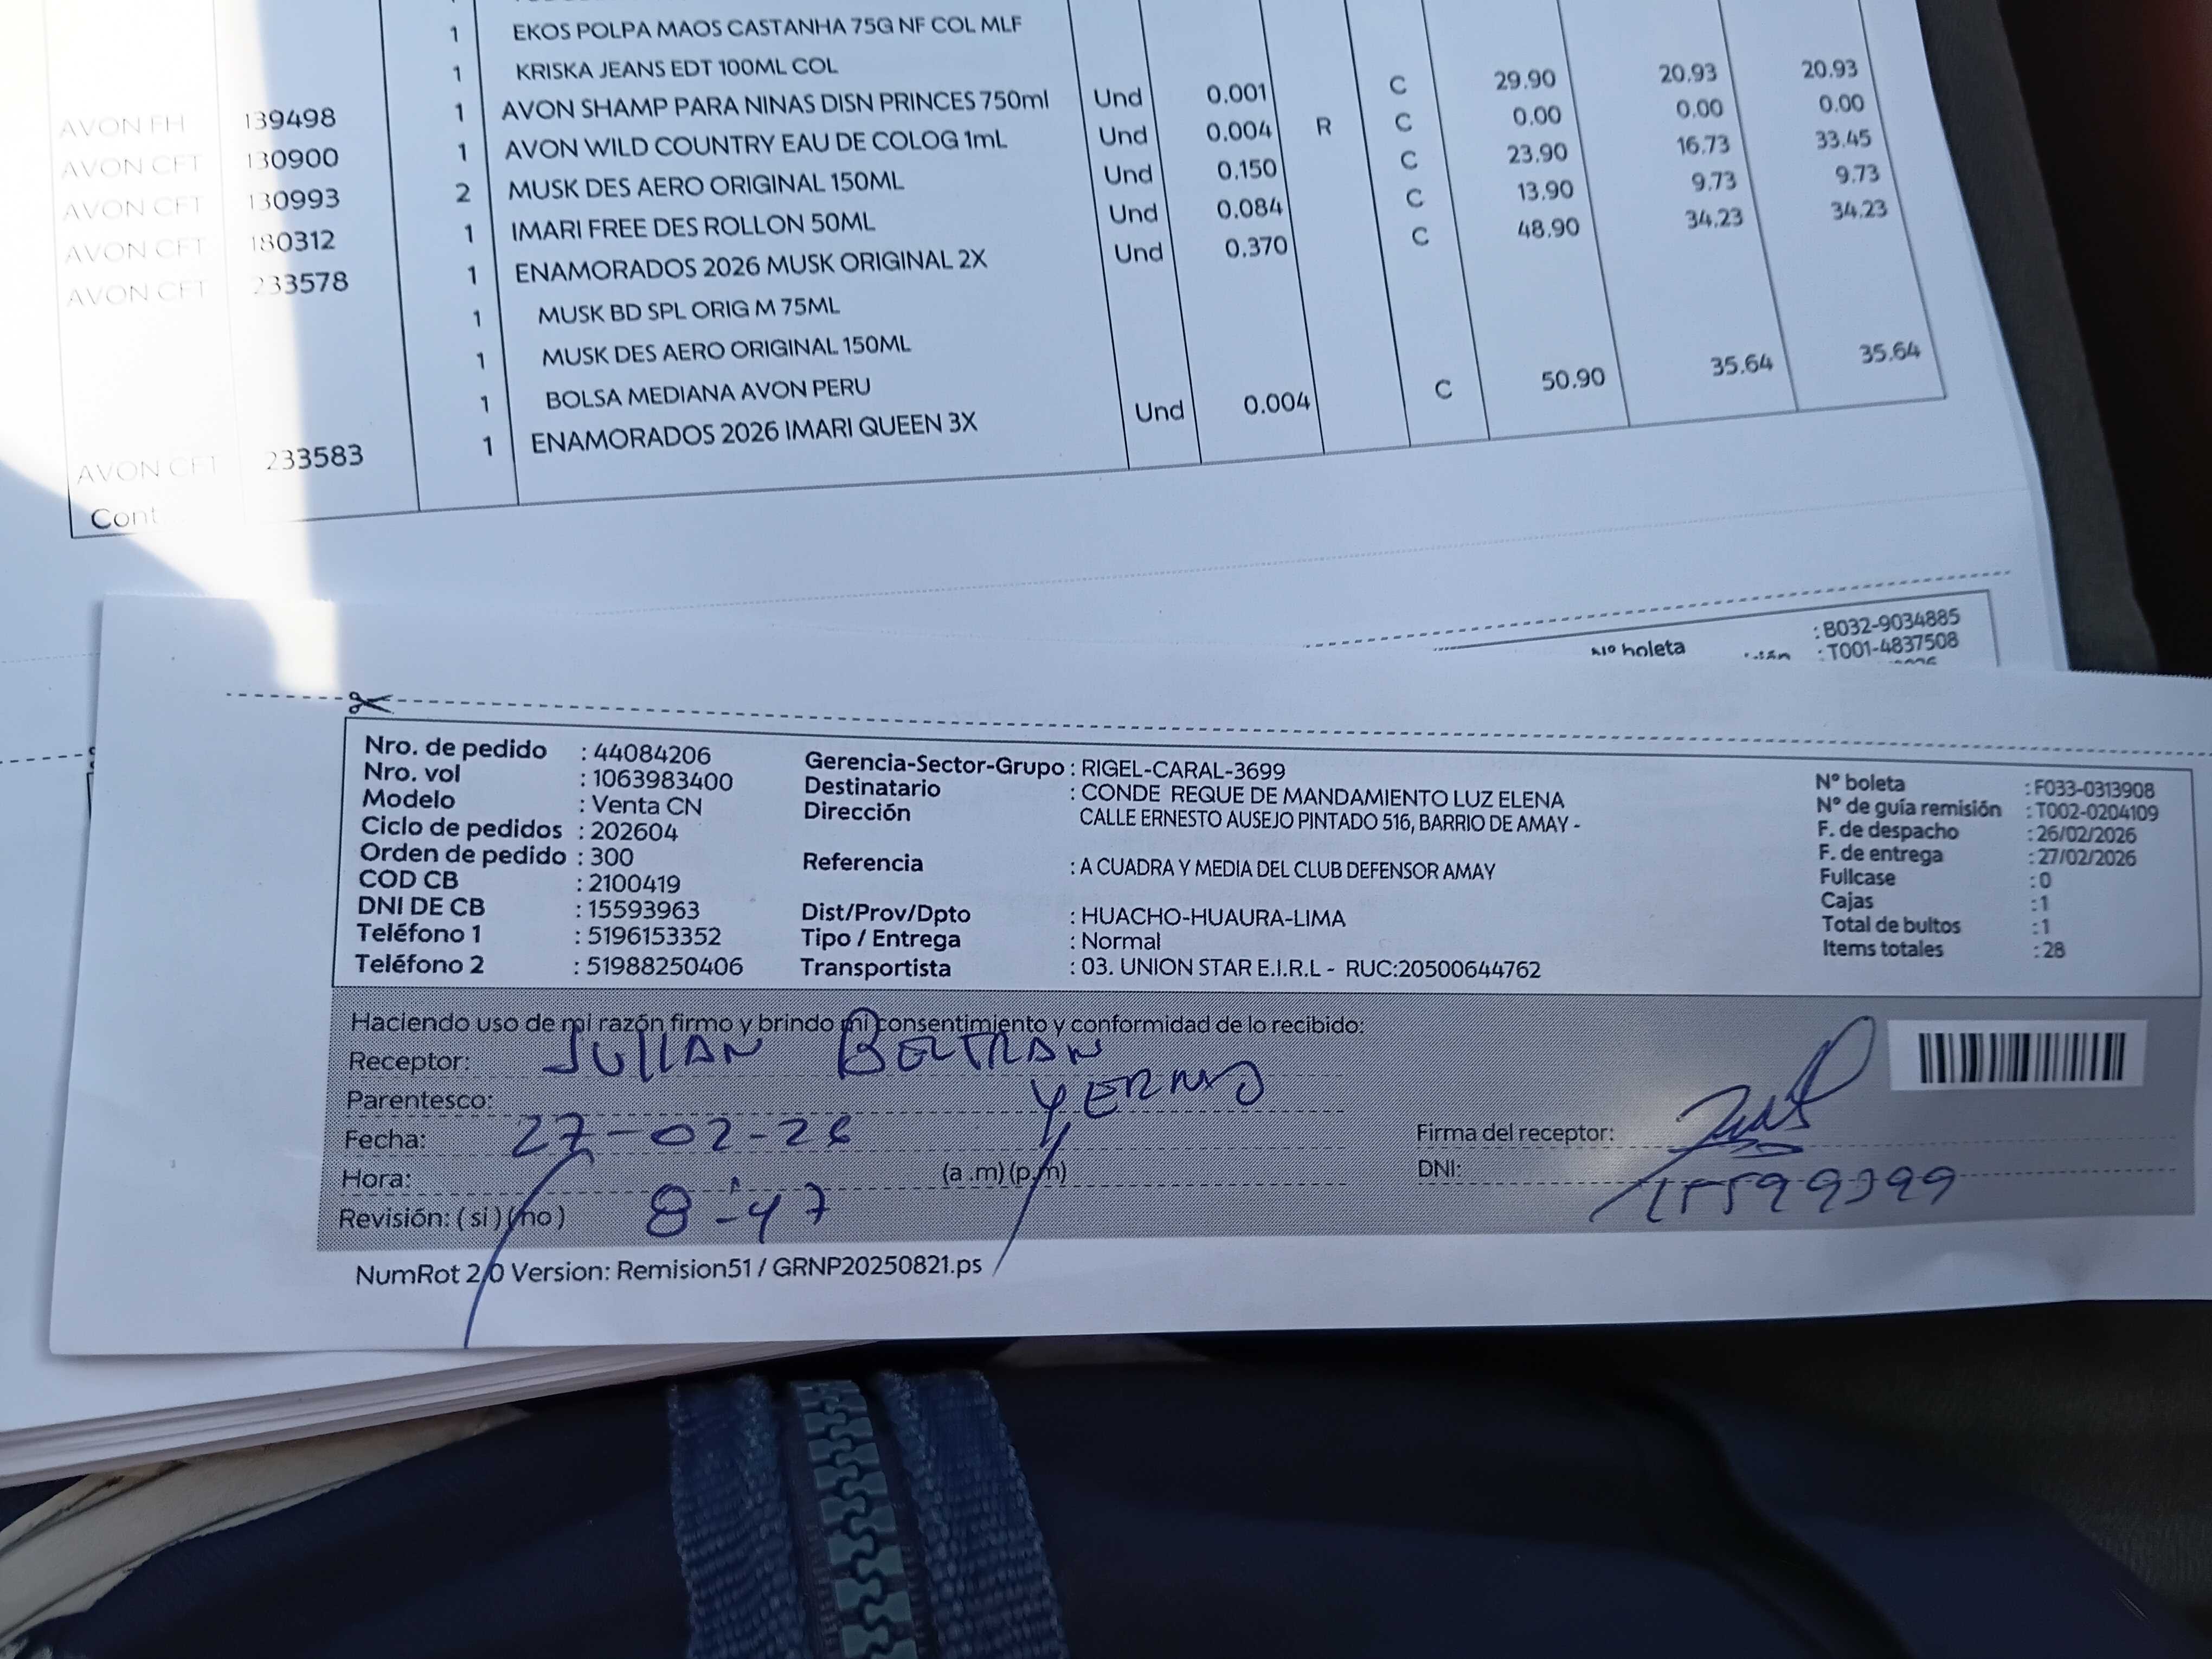 1 EKOS POLPA MAOS CASTANHA 75G NF COL MLF
1 KRISKA JEANS EDT 100ML COL
AVON FH 139498 1 AVON SHAMP PARA NINAS DISN PRINCES 750ml Und 0.001 C 29.90 20.93 20.93
AVON CFT 130900 1 AVON WILD COUNTRY EAU DE COLOG 1mL Und 0.004 R C 0.00 0.00 0.00
AVON CFT 130993 2 MUSK DES AERO ORIGINAL 150ML Und 0.150 C 23.90 16.73 33.45
AVON CFT 180312 1 IMARI FREE DES ROLLON 50ML Und 0.084 C 13.90 9.73 9.73
AVON CFT 233578 1 ENAMORADOS 2026 MUSK ORIGINAL 2X Und 0.370 C 48.90 34.23 34.23
1 MUSK BD SPL ORIG M 75ML
1 MUSK DES AERO ORIGINAL 150ML
1 BOLSA MEDIANA AVON PERU
AVON CFT 233583 1 ENAMORADOS 2026 IMARI QUEEN 3X Und 0.004 C 50.90 35.64 35.64
Cont
Nº boleta : B032-9034885
: T001-4837508
Nro. de pedido : 44084206
Nro. vol : 1063983400
Modelo : Venta CN
Ciclo de pedidos : 202604
Orden de pedido : 300
COD CB : 2100419
DNI DE CB : 15593963
Teléfono 1 : 5196153352
Teléfono 2 : 51988250406
Gerencia-Sector-Grupo : RIGEL-CARAL-3699
Destinatario : CONDE REQUE DE MANDAMIENTO LUZ ELENA
Dirección CALLE ERNESTO AUSEJO PINTADO 516, BARRIO DE AMAY -
Referencia : A CUADRA Y MEDIA DEL CLUB DEFENSOR AMAY
Dist/Prov/Dpto : HUACHO-HUAURA-LIMA
Tipo / Entrega : Normal
Transportista : 03. UNION STAR E.I.R.L - RUC:20500644762
Nº boleta : F033-0313908
Nº de guía remisión : T002-0204109
F. de despacho : 26/02/2026
F. de entrega : 27/02/2026
Fullcase : 0
Cajas : 1
Total de bultos : 1
Items totales : 28
Haciendo uso de mi razón firmo y brindo mi consentimiento y conformidad de lo recibido:
Receptor: JULIAN BELTRAN
Parentesco: YERNO
Fecha: 27-02-26
Hora: 8-47 (a .m) (p.m)
Revisión: ( si ) ( no )
Firma del receptor:
DNI: 15599399
NumRot 2.0 Version: Remision51 / GRNP20250821.ps